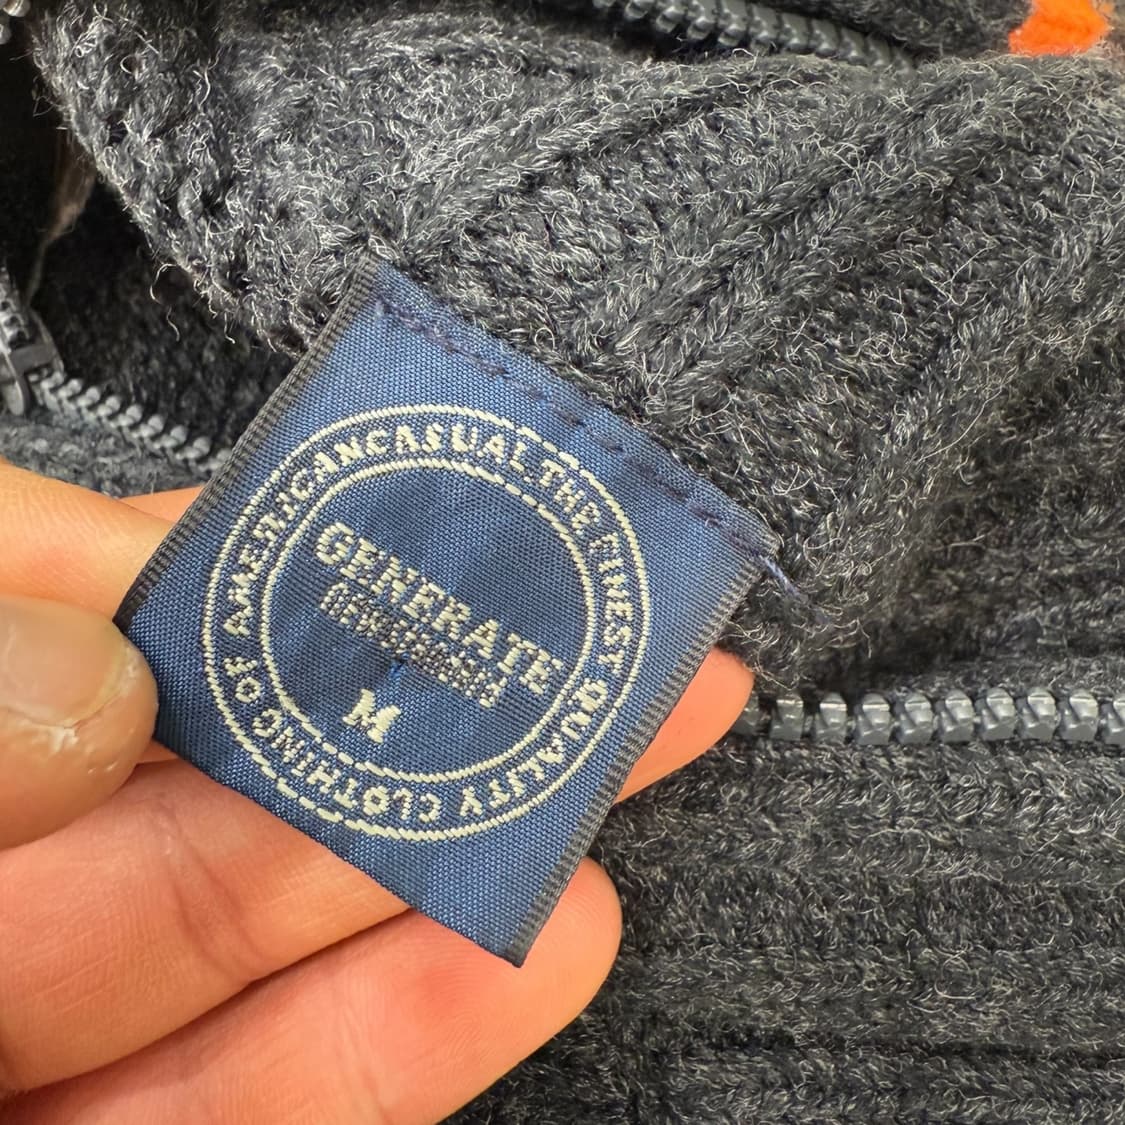 AMERICANCASUAL THE FINEST QUALITY CLOTHING OF
GENERATE
M